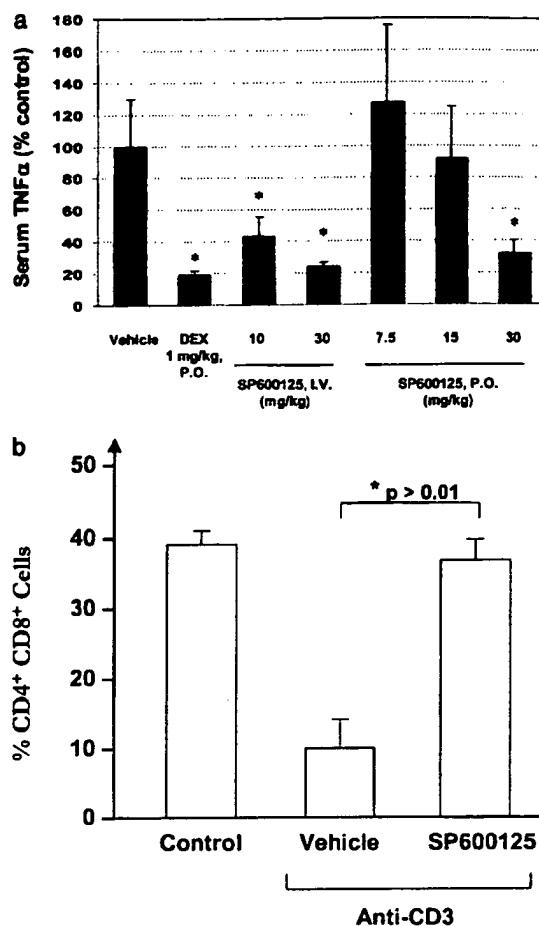 a
Serum TNFα (% control)
180
160
140
120
100
80
60
40
20
0
*
*
*
*
Vehicle
DEX
1 mg/kg,
P.O.
10
30
SP600125, I.V.
(mg/kg)
7.5
15
30
SP600125, P.O.
(mg/kg)
b
% CD4⁺ CD8⁺ Cells
50
40
30
20
10
0
* p > 0.01
Control
Vehicle
SP600125
Anti-CD3